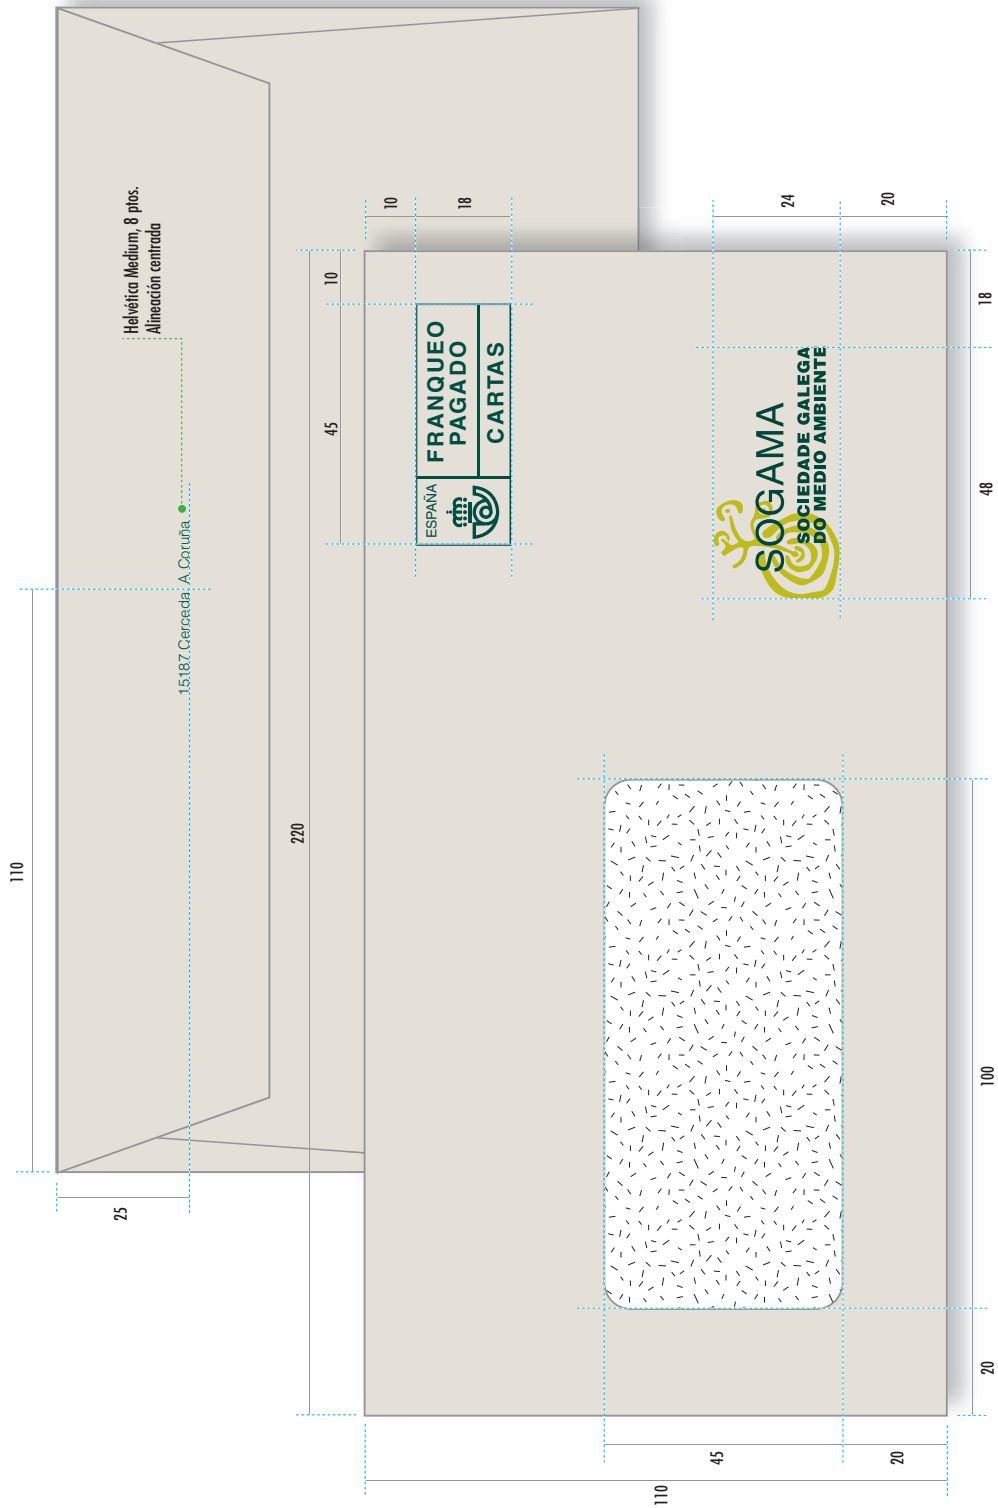 Helvética Medium, 8 ptos.
Alineación centrada
15187 Cerceda. A Coruña
110
25
220
10
45
10
18
ESPAÑA
FRANQUEO
PAGADO
CARTAS
24
20
18
48
SOGAMA
SOCIEDADE GALEGA
DO MEDIO AMBIENTE
100
20
45
20
110